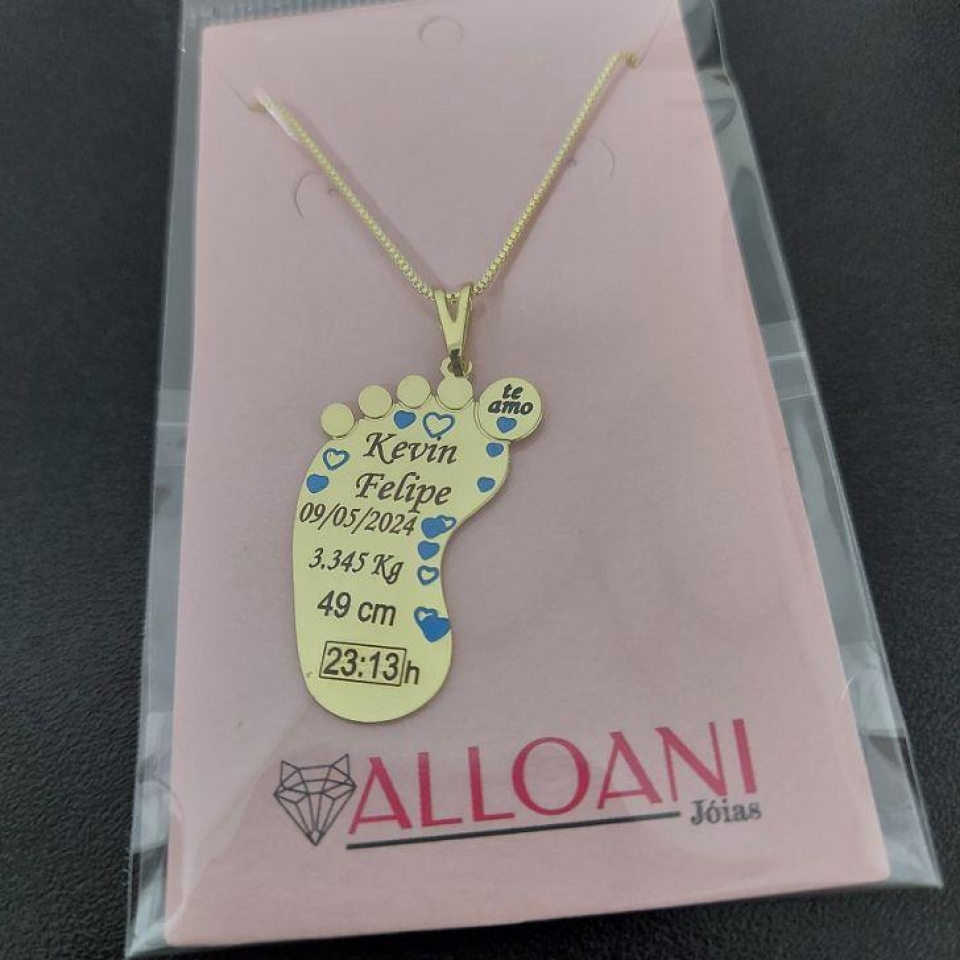 te
amo
Kevin
Felipe
09/05/2024
3.345 Kg
49 cm
23:13h
ALLOANI
Jóias